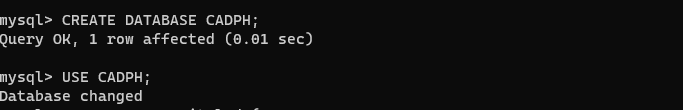 mysql> CREATE DATABASE CADPH;
Query OK, 1 row affected (0.01 sec)
mysql> USE CADPH;
Database changed